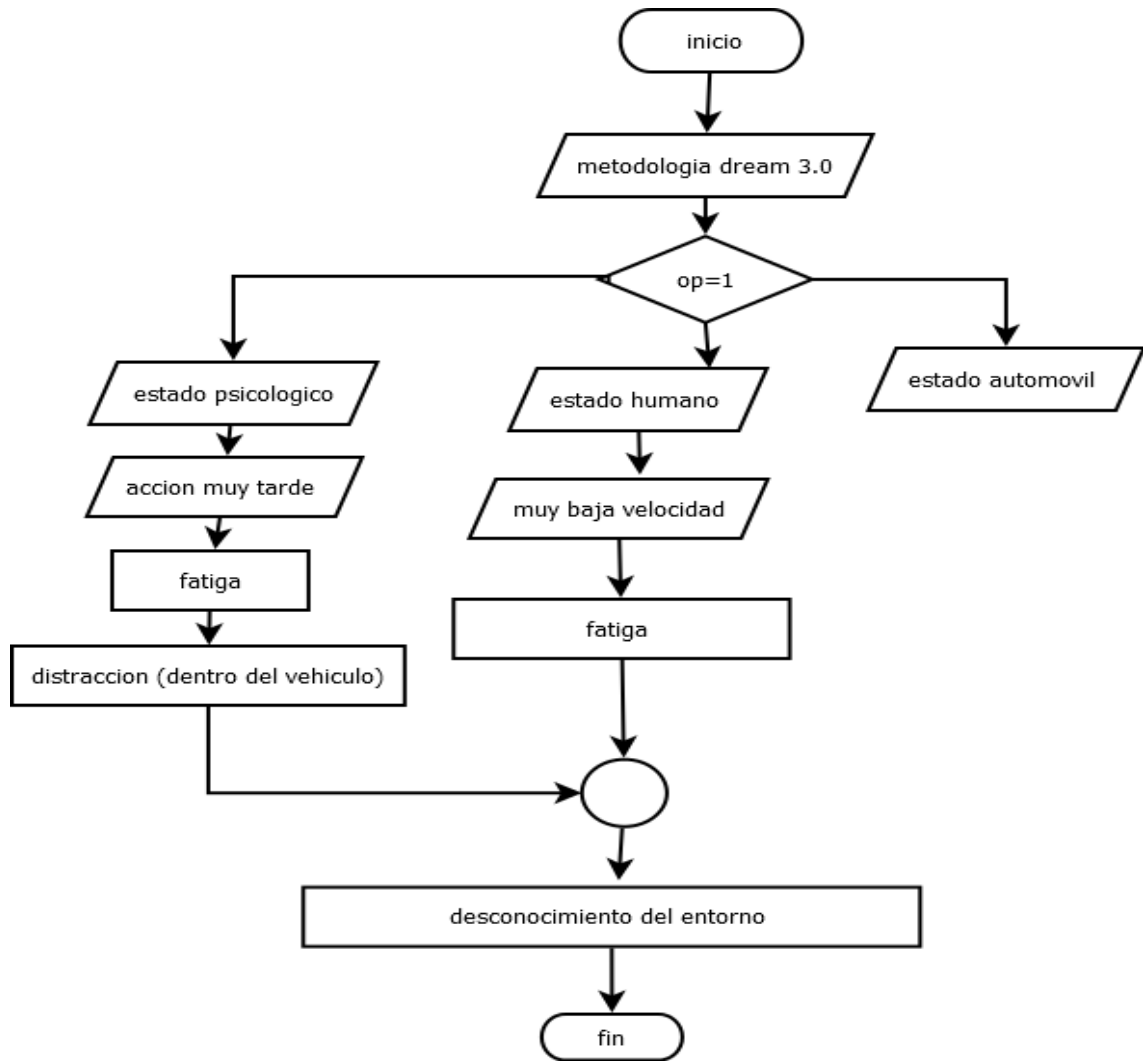 inicio
metodologia dream 3.0
op=1
estado psicologico
estado humano
estado automovil
accion muy tarde
muy baja velocidad
fatiga
fatiga
distraccion (dentro del vehiculo)
desconocimiento del entorno
fin